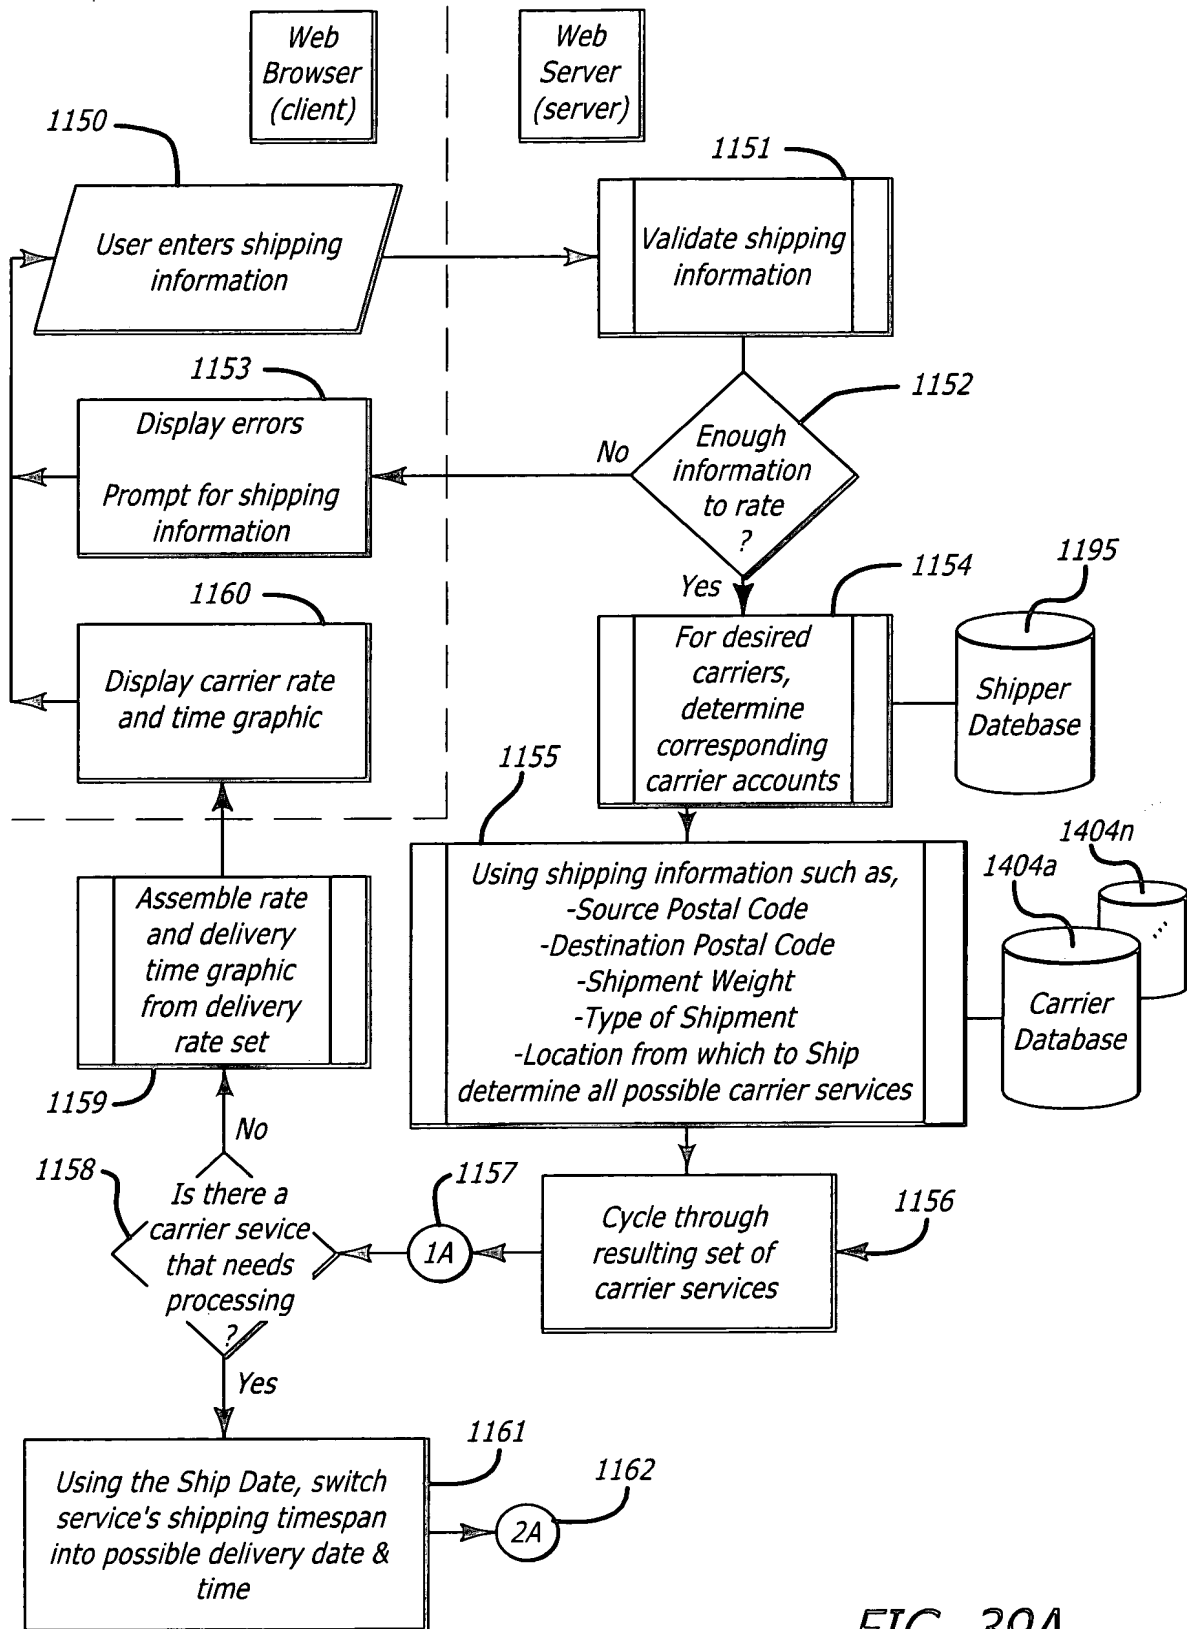 Web
Browser
(client)
Web
Server
(server)
1150
1151
User enters shipping
information
Validate shipping
information
1153
1152
Display errors
Prompt for shipping
information
No
Enough
information
to rate
?
Yes
1160
1154
1195
Display carrier rate
and time graphic
For desired
carriers,
determine
corresponding
carrier accounts
Shipper
Datebase
1155
1404n
1404a
Assemble rate
and delivery
time graphic
from delivery
rate set
Using shipping information such as,
-Source Postal Code
-Destination Postal Code
-Shipment Weight
-Type of Shipment
-Location from which to Ship
determine all possible carrier services
...
Carrier
Database
1159
No
1158
1157
1156
Is there a
carrier sevice
that needs
processing
?
1A
Cycle through
resulting set of
carrier services
Yes
1161
1162
Using the Ship Date, switch
service's shipping timespan
into possible delivery date &
time
2A
FIG. 39A